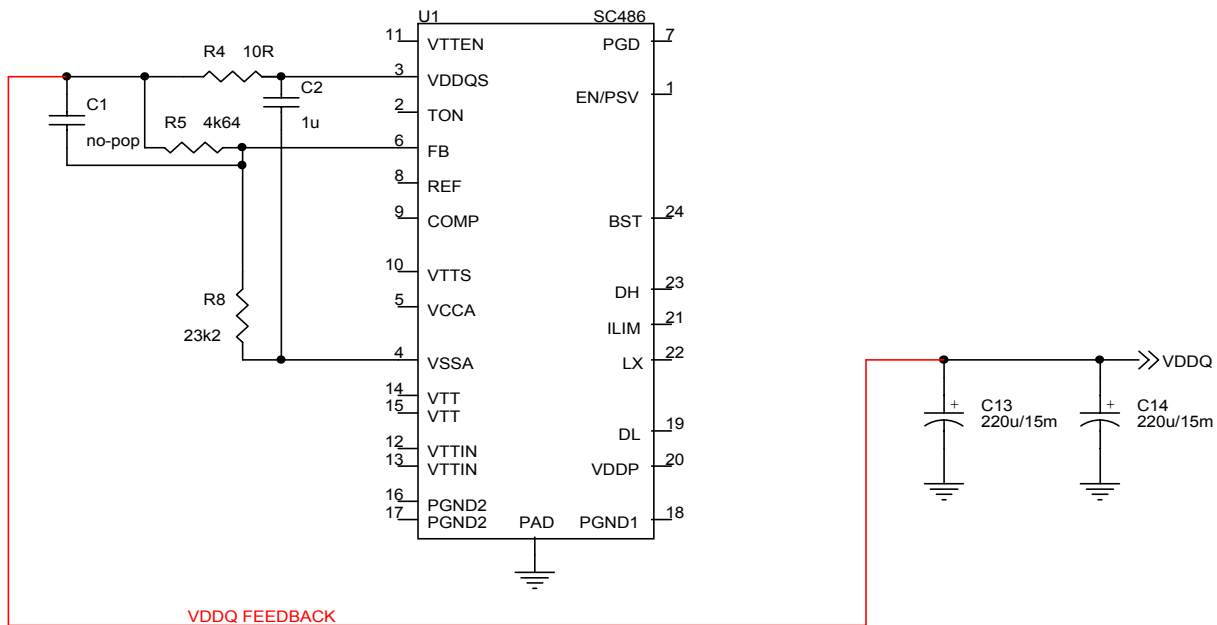 U1 SC486
11 VTTEN PGD 7
R4 10R
3 VDDQS
EN/PSV 1
C1
C2
2 TON
1u
no-pop
R5 4k64
6 FB
8 REF
9 COMP BST 24
10 VTTS
DH 23
R8
5 VCCA
ILIM 21
23k2
4 VSSA LX 22
VDDQ
14 VTT
15 VTT
C13
220u/15m
C14
220u/15m
+
+
DL 19
12 VTTIN
13 VTTIN VDDP 20
16 PGND2
17 PGND2 PAD PGND1 18
VDDQ FEEDBACK